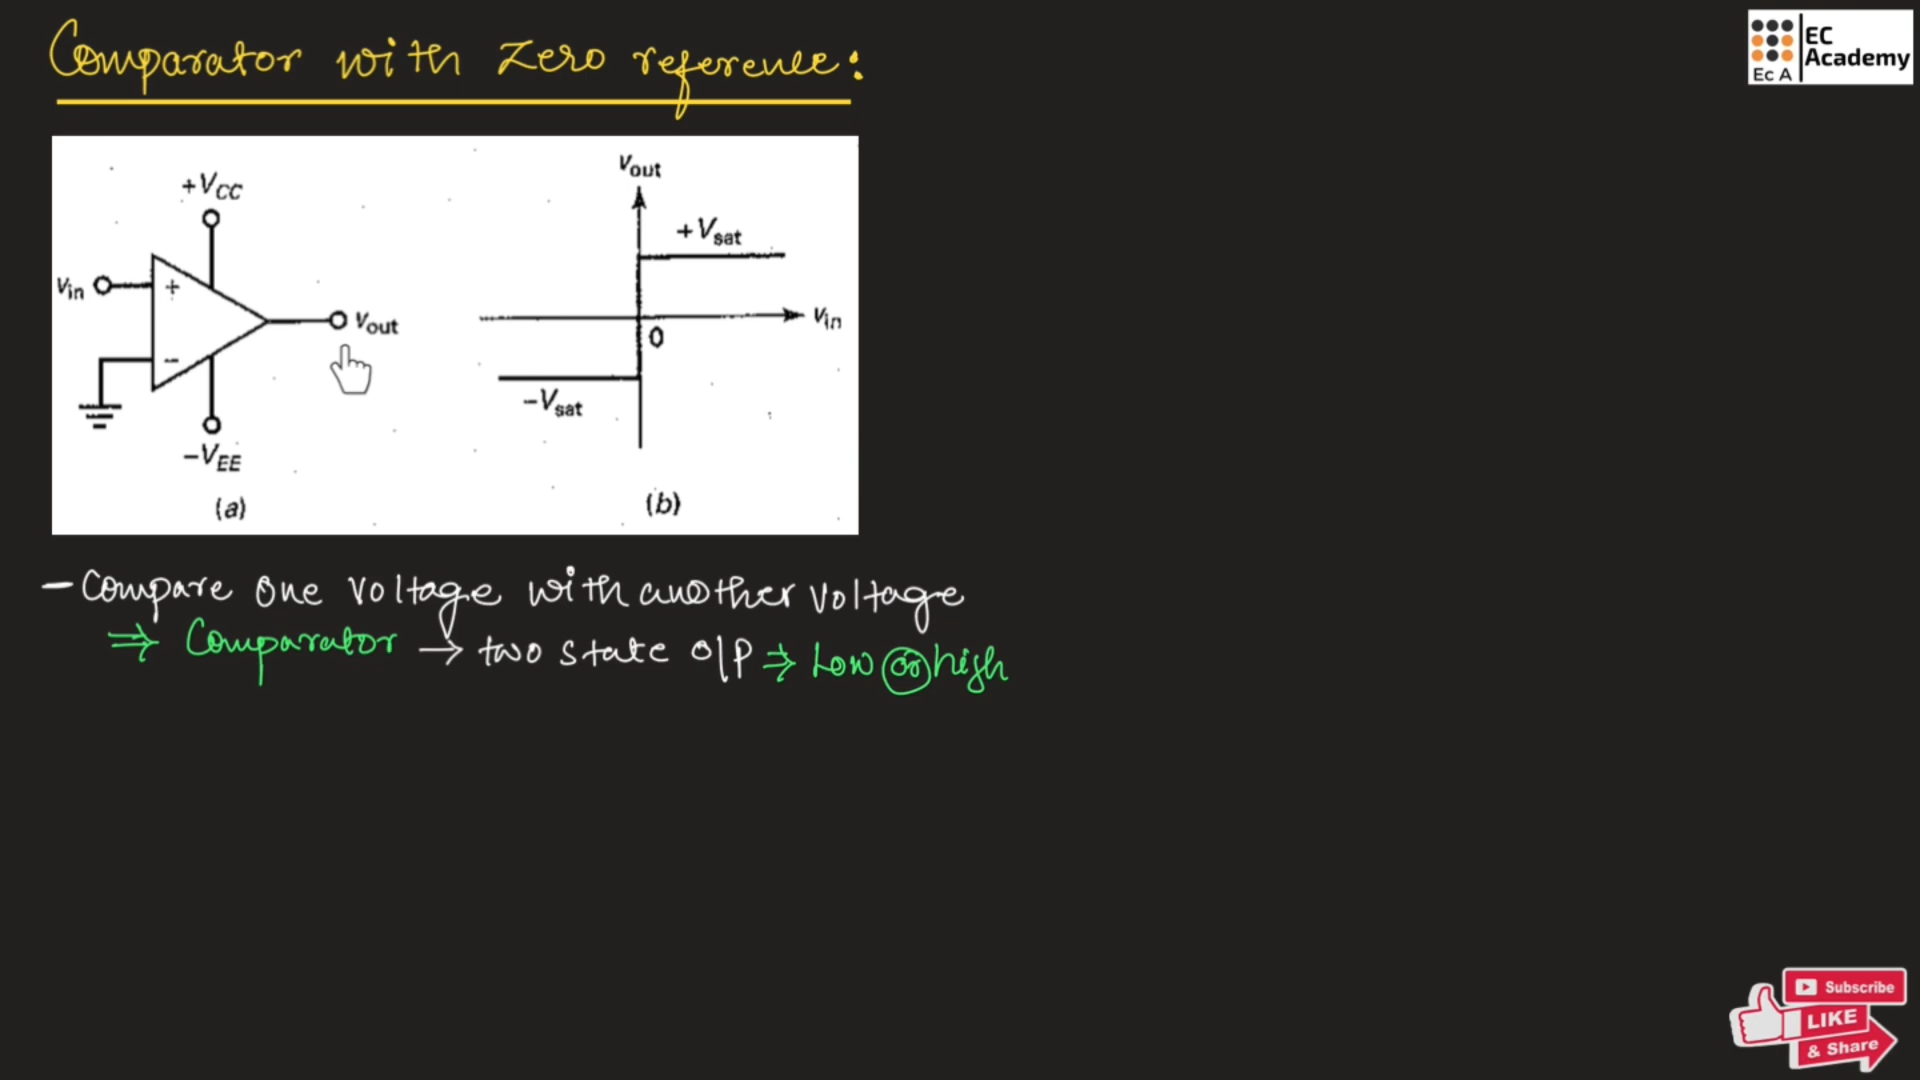 Comparator with Zero reference:
EC
Academy
Ec A
+VCC
Vin
+
Vout
-
-VEE
(a)
Vout
+Vsat
Vin
0
-Vsat
(b)
- Compare one voltage with another voltage
⇒ Comparator → two state O/P ⇒ Low or high
Subscribe
LIKE
& Share